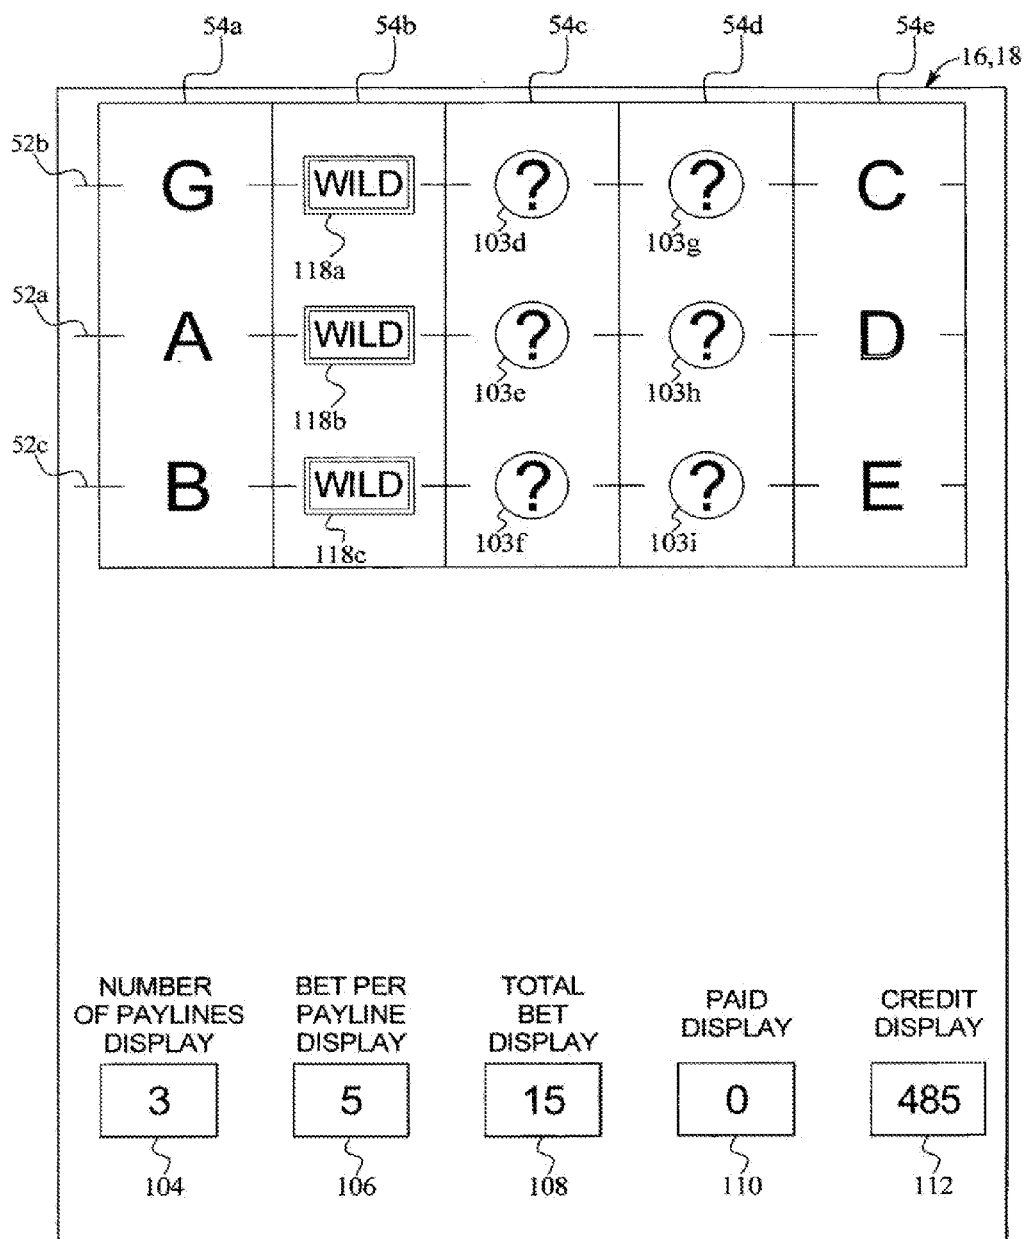 54a 54b 54c 54d 54e
16,18
52b
G WILD ? ? C
118a 103d 103g
52a
A WILD ? ? D
118b 103e 103h
52c
B WILD ? ? E
118c 103f 103i
NUMBER
OF PAYLINES
DISPLAY
3
104
BET PER
PAYLINE
DISPLAY
5
106
TOTAL
BET
DISPLAY
15
108
PAID
DISPLAY
0
110
CREDIT
DISPLAY
485
112